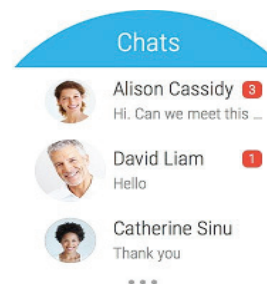 Chats
Alison Cassidy 3
Hi. Can we meet this ...
David Liam 1
Hello
Catherine Sinu
Thank you